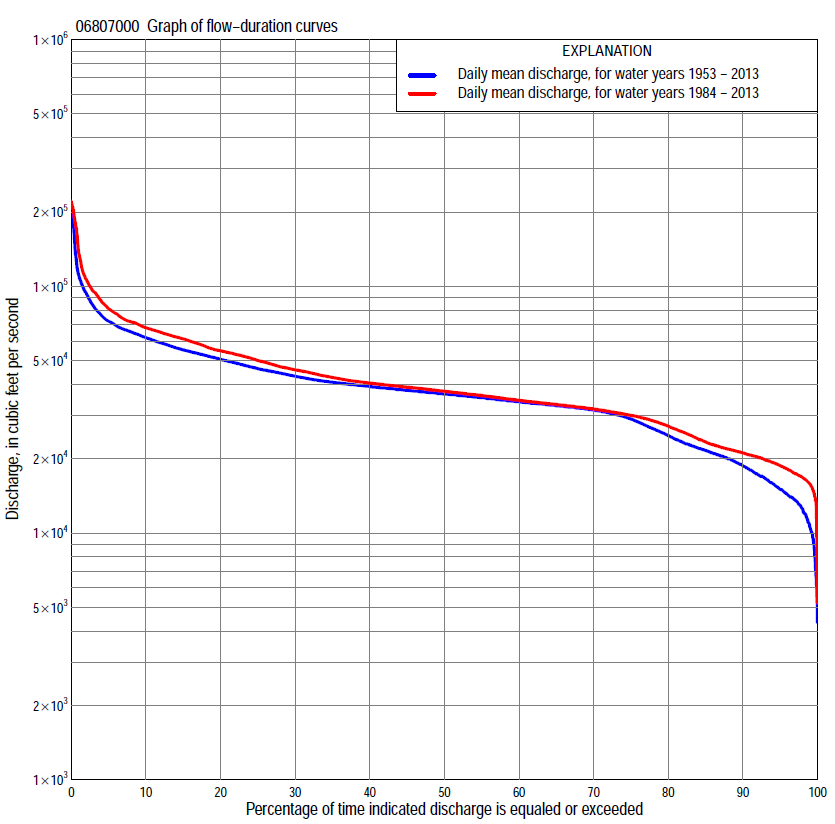 06807000 Graph of flow−duration curves
EXPLANATION
Daily mean discharge, for water years 1953 − 2013
Daily mean discharge, for water years 1984 − 2013
Discharge, in cubic feet per second
1×10⁶
5×10⁵
2×10⁵
1×10⁵
5×10⁴
2×10⁴
1×10⁴
5×10³
2×10³
1×10³
0 10 20 30 40 50 60 70 80 90 100
Percentage of time indicated discharge is equaled or exceeded